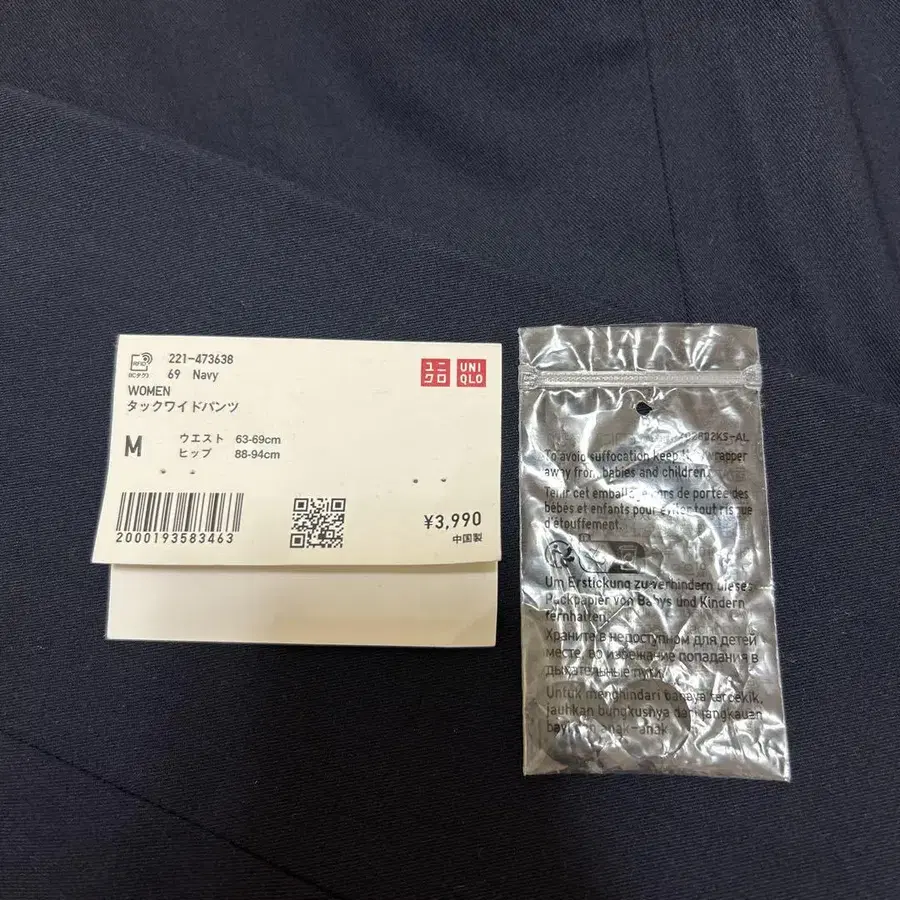 221-473638
69 Navy
WOMEN
タックワイドパンツ
M ウエスト 63-69cm
ヒップ 88-94cm
2000193583463
¥3,990
中国製
ユニ
クロ
UNI
QLO
RFID
To avoid suffocation keep this wrapper
away from babies and children.
Tenir cet emballage hors de portée des
bébés et enfants pour éviter tout risque
d'étouffement.
Um Erstickung zu verhindern dieses
Packpapier von Babys und Kindern
fernhalten.
Храните в недоступном для детей
месте, во избежание попадания в
дыхательные пути.
Untuk menghindari bahaya tercekik,
jauhkan bungkusnya dari jangkauan
bayi dan anak-anak